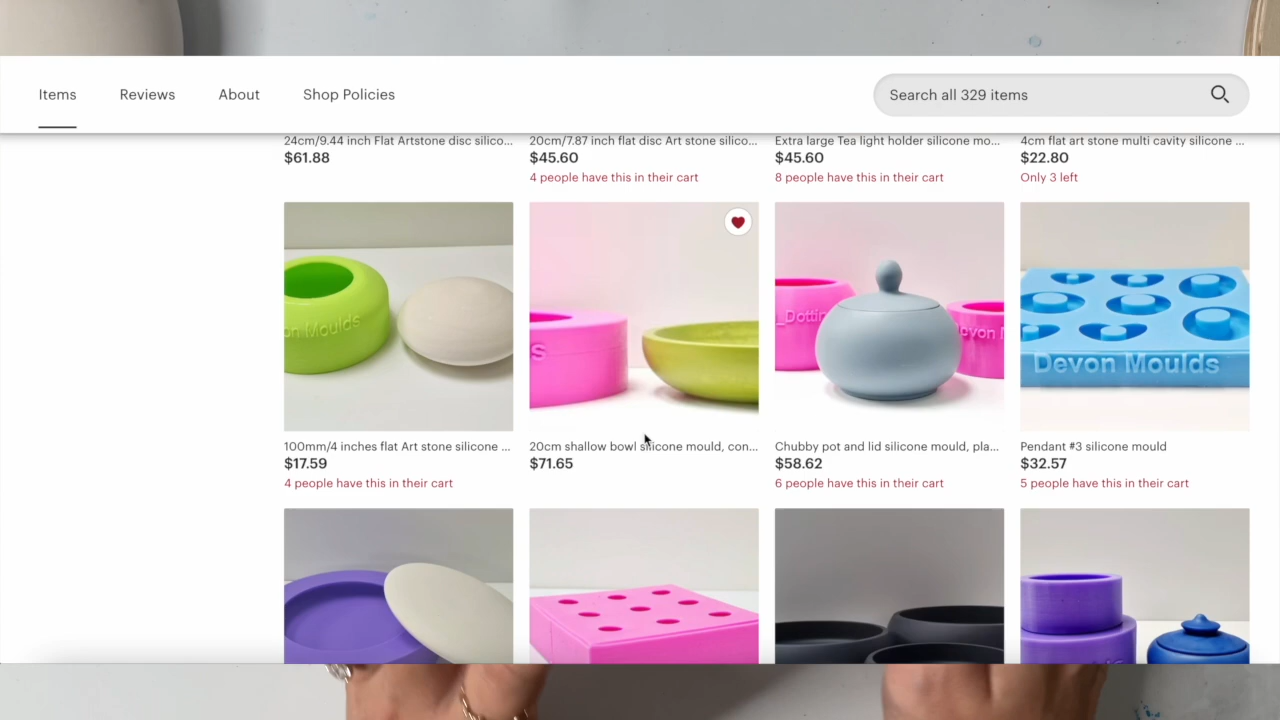 Items
Reviews
About
Shop Policies
Search all 329 items
24cm/9.44 inch Flat Artstone disc silico...
20cm/7.87 inch flat disc Art stone silico...
Extra large Tea light holder silicone mo...
4cm flat art stone multi cavity silicone ...
$61.88
$45.60
$45.60
$22.80
4 people have this in their cart
8 people have this in their cart
Only 3 left
on Moulds
s
_Dottin
evon M
Devon Moulds
100mm/4 inches flat Art stone silicone ...
20cm shallow bowl silicone mould, con...
Chubby pot and lid silicone mould, pla...
Pendant #3 silicone mould
$17.59
$71.65
$58.62
$32.57
4 people have this in their cart
6 people have this in their cart
5 people have this in their cart